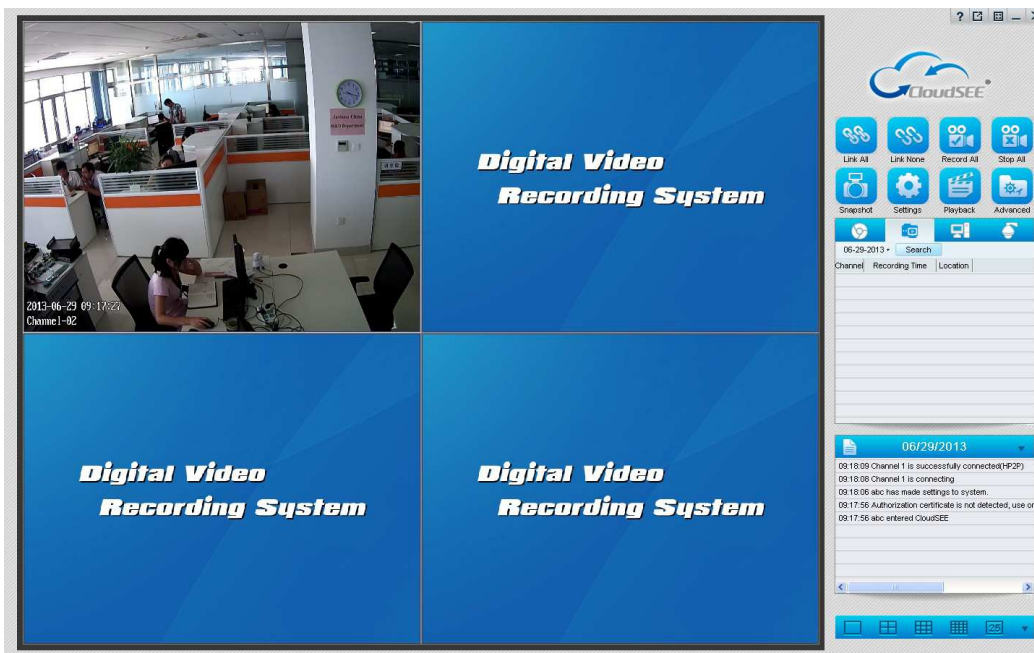 ?
CloudSEE
Link All
Link None
Record All
Stop All
Snapshot
Settings
Playback
Advanced
06-29-2013
Search
Channel
Recording Time
Location
06/29/2013
09:18:09 Channel 1 is successfully connected(HP2P)
09:18:08 Channel 1 is connecting
09:18:06 abc has made settings to system.
09:17:56 Authorization certificate is not detected, use
09:17:56 abc entered CloudSEE
25
2013-06-29 09:17:27
Channel-02
Digital Video
Recording System
Digital Video
Recording System
Digital Video
Recording System